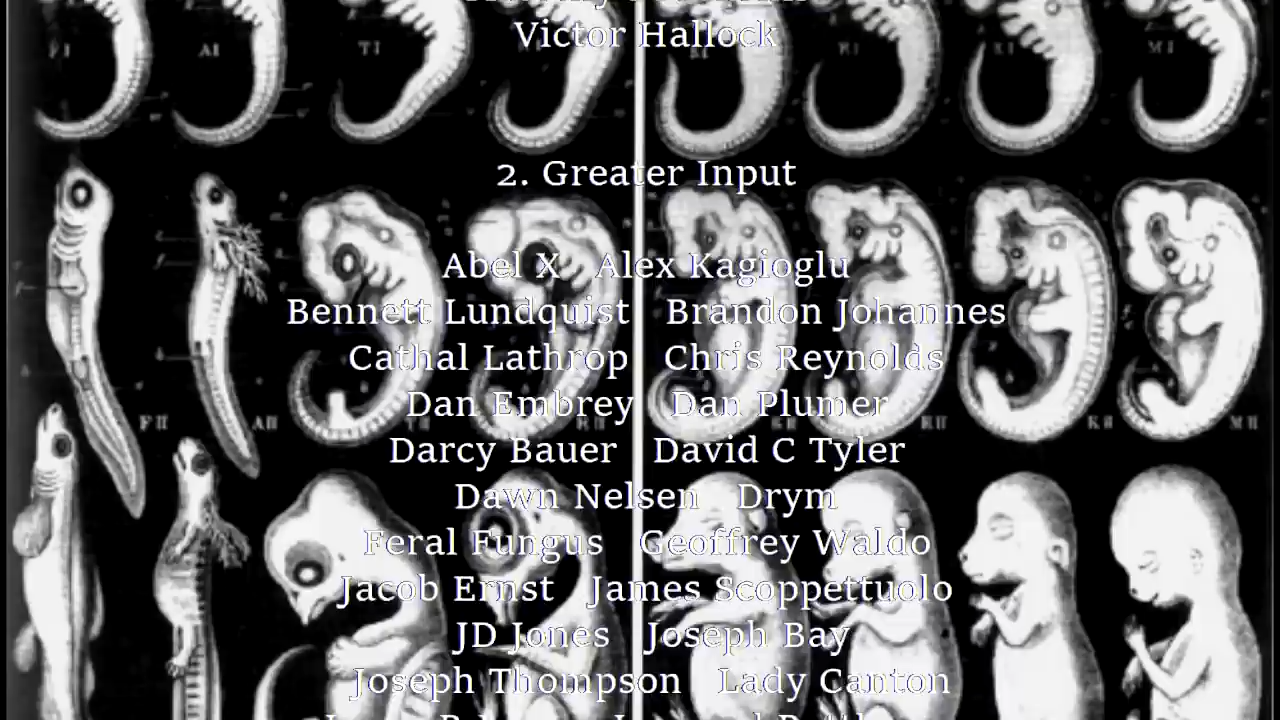 Victor Hallock
2. Greater Input
Abel X Alex Kagioglu
Bennett Lundquist Brandon Johannes
Cathal Lathrop Chris Reynolds
Dan Embrey Dan Plumer
Darcy Bauer David C Tyler
Dawn Nelsen Drym
Feral Fungus Geoffrey Waldo
Jacob Ernst James Scoppettuolo
JD Jones Joseph Bay
Joseph Thompson Lady Canton